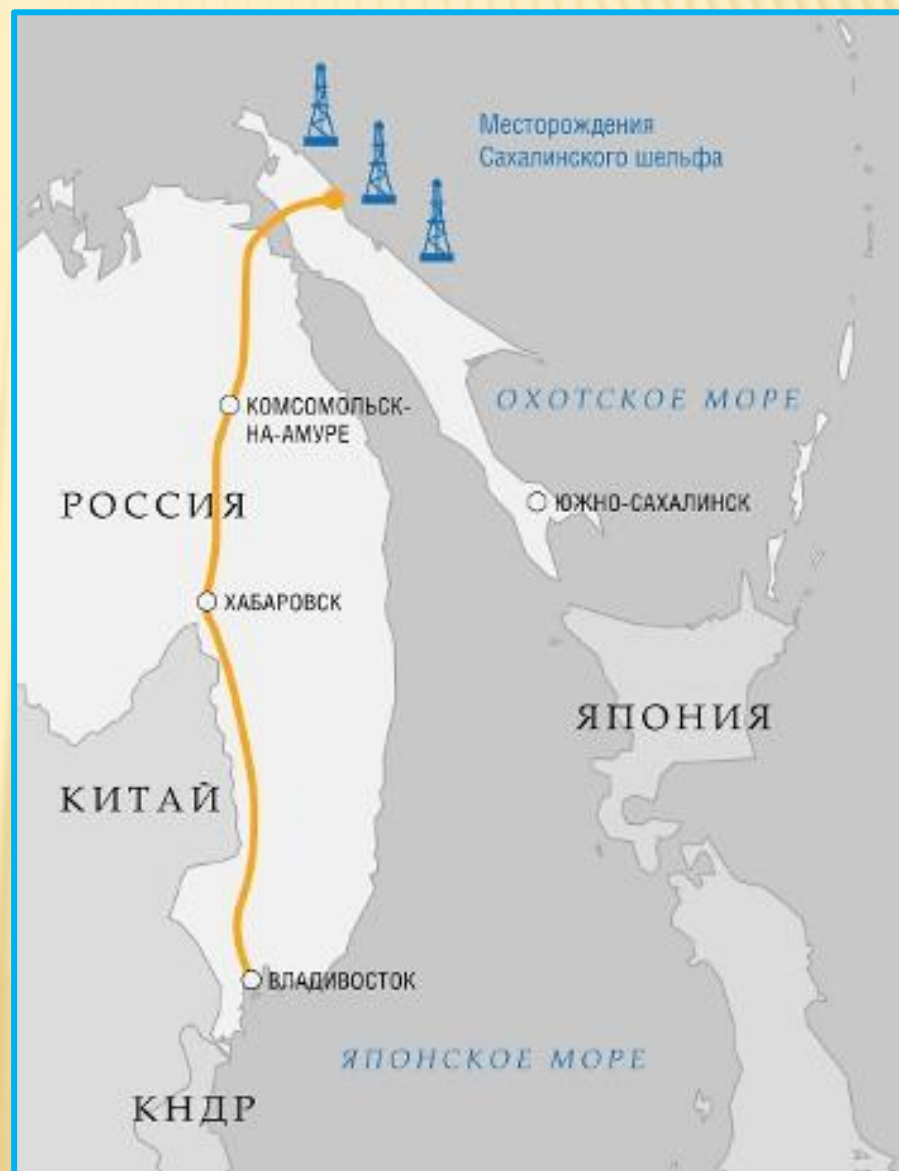 Месторождения
Сахалинского шельфа
ОХОТСКОЕ МОРЕ
КОМСОМОЛЬСК-
НА-АМУРЕ
РОССИЯ
ЮЖНО-САХАЛИНСК
ХАБАРОВСК
ЯПОНИЯ
КИТАЙ
ВЛАДИВОСТОК
ЯПОНСКОЕ МОРЕ
КНДР